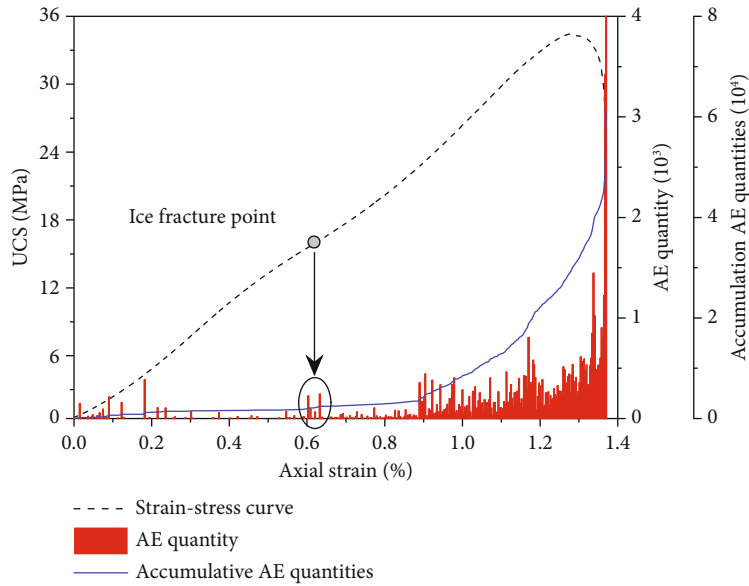 36
30
24
18
12
6
0
UCS (MPa)
4
3
2
1
0
AE quantity (10³)
8
6
4
2
0
Accumulation AE quantities (10⁴)
Ice fracture point
0.0 0.2 0.4 0.6 0.8 1.0 1.2 1.4
Axial strain (%)
Strain-stress curve
AE quantity
Accumulative AE quantities